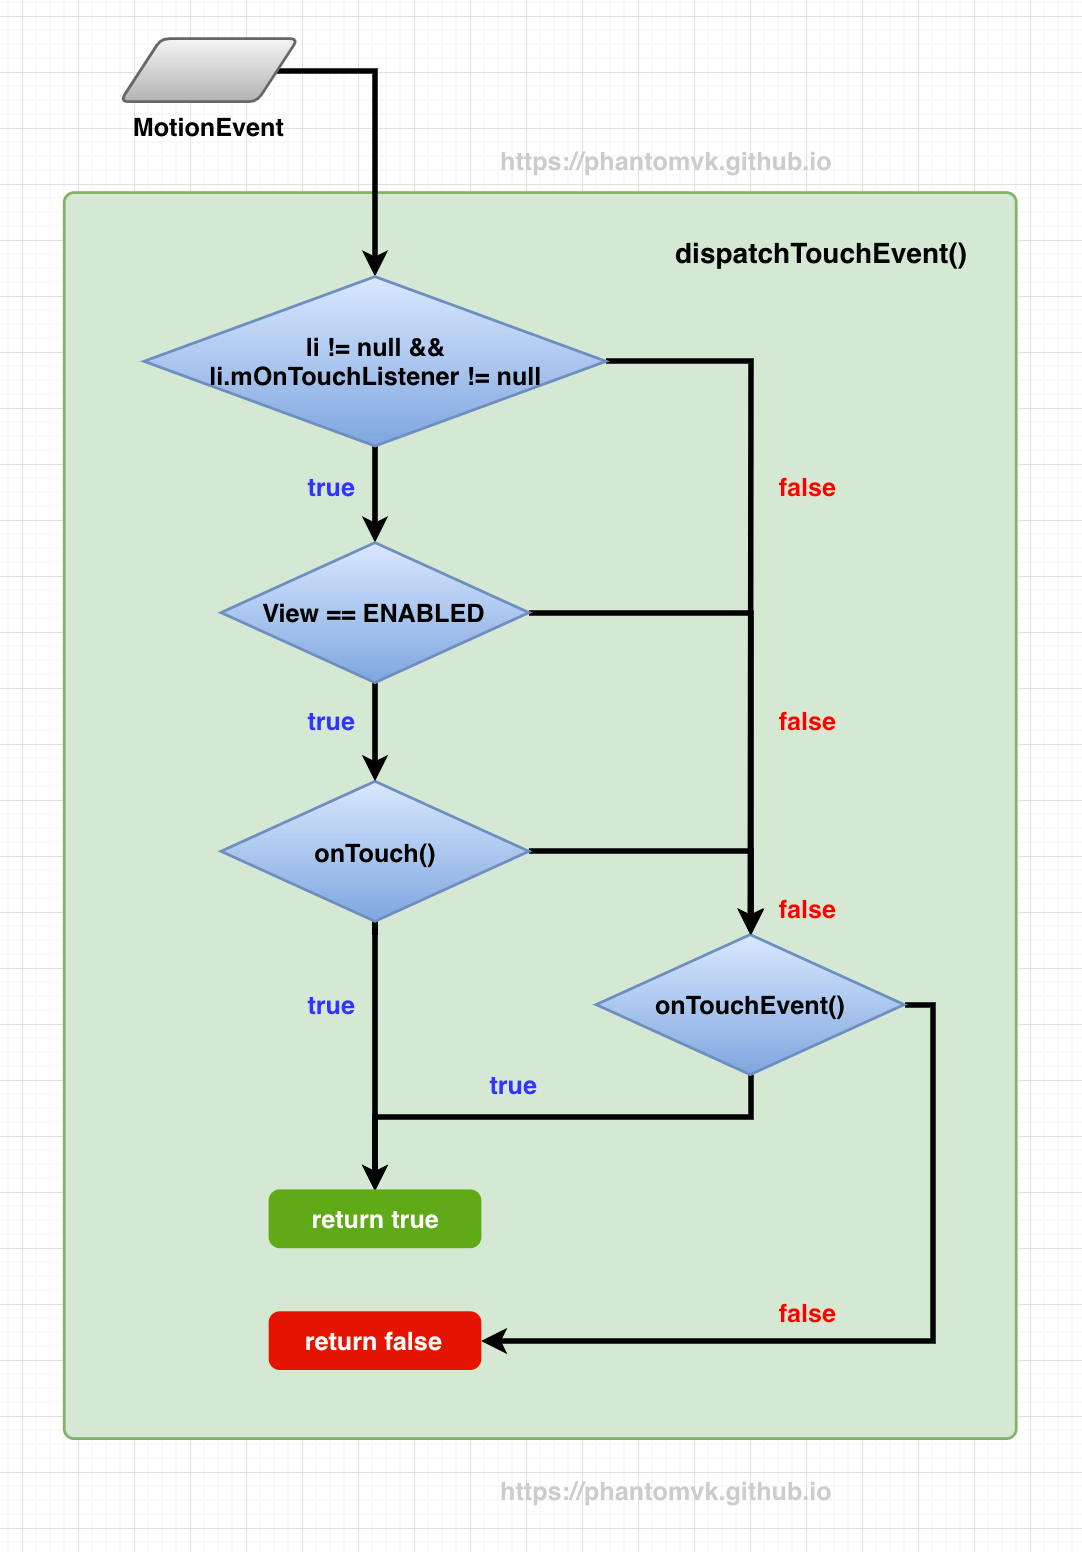 MotionEvent
https://phantomvk.github.io
dispatchTouchEvent()
li != null &&
li.mOnTouchListener != null
true
false
View == ENABLED
true
false
onTouch()
false
true
onTouchEvent()
true
return true
false
return false
https://phantomvk.github.io